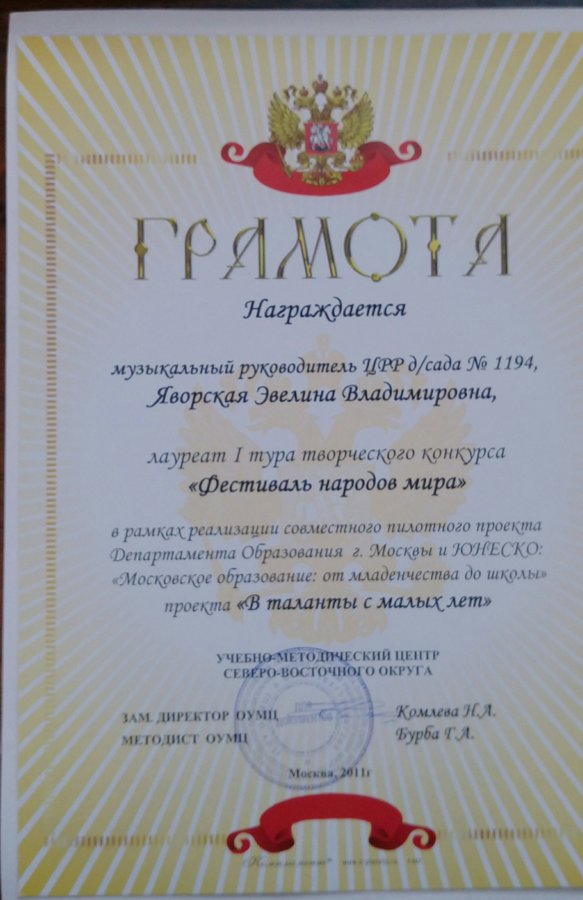 ГРАМОТА
Награждается
музыкальный руководитель ЦРР д/сада № 1194,
Яворская Эвелина Владимировна,
лауреат I тура творческого конкурса
«Фестиваль народов мира»
в рамках реализации совместного пилотного проекта
Департамента Образования г. Москвы и ЮНЕСКО:
«Московское образование: от младенчества до школы»
проекта «В таланты с малых лет»
УЧЕБНО-МЕТОДИЧЕСКИЙ ЦЕНТР
СЕВЕРО-ВОСТОЧНОГО ОКРУГА
ЗАМ. ДИРЕКТОР ОУМЦ Комлева Н.А.
МЕТОДИСТ ОУМЦ Бурба Г.А.
Москва, 2011г